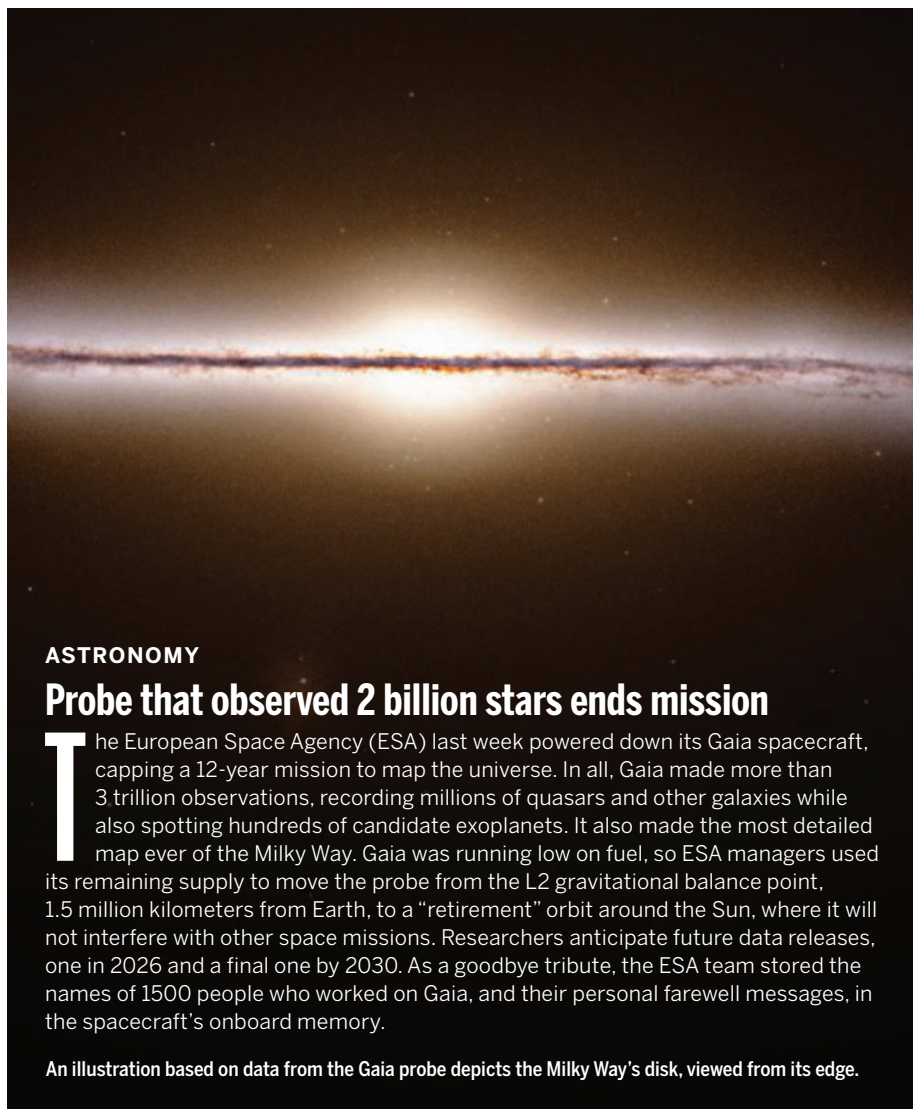 ASTRONOMY
Probe that observed 2 billion stars ends mission
The European Space Agency (ESA) last week powered down its Gaia spacecraft,
capping a 12-year mission to map the universe. In all, Gaia made more than
3 trillion observations, recording millions of quasars and other galaxies while
also spotting hundreds of candidate exoplanets. It also made the most detailed
map ever of the Milky Way. Gaia was running low on fuel, so ESA managers used
its remaining supply to move the probe from the L2 gravitational balance point,
1.5 million kilometers from Earth, to a “retirement” orbit around the Sun, where it will
not interfere with other space missions. Researchers anticipate future data releases,
one in 2026 and a final one by 2030. As a goodbye tribute, the ESA team stored the
names of 1500 people who worked on Gaia, and their personal farewell messages, in
the spacecraft’s onboard memory.
An illustration based on data from the Gaia probe depicts the Milky Way’s disk, viewed from its edge.